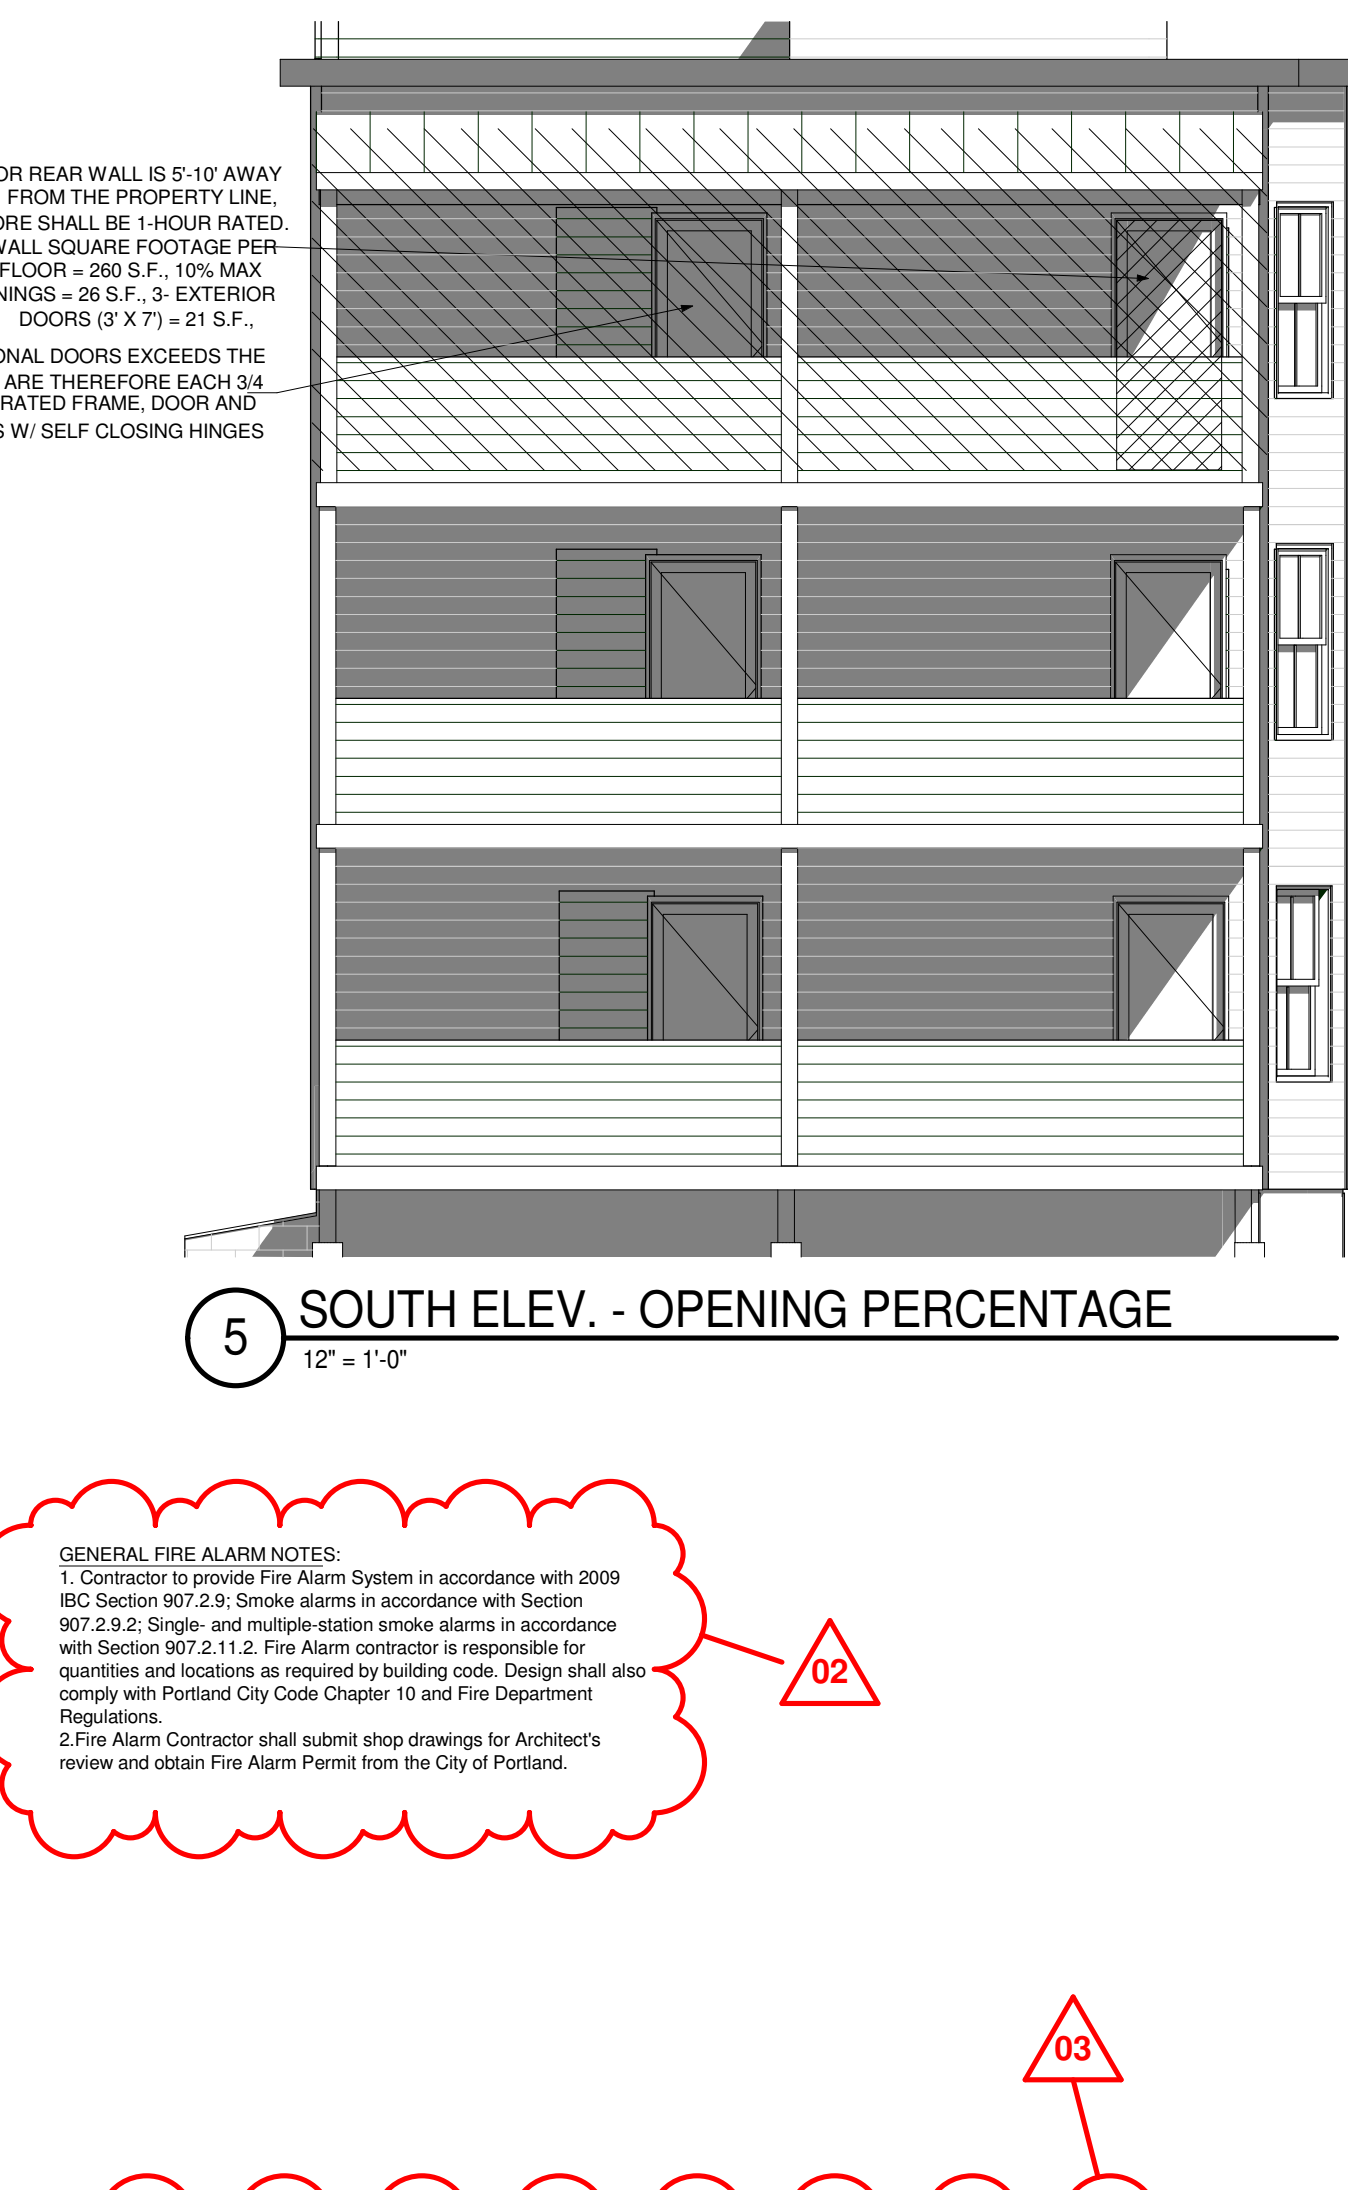 OR REAR WALL IS 5'-10' AWAY
FROM THE PROPERTY LINE,
ORE SHALL BE 1-HOUR RATED.
WALL SQUARE FOOTAGE PER
FLOOR = 260 S.F., 10% MAX
NINGS = 26 S.F., 3- EXTERIOR
DOORS (3' X 7') = 21 S.F.,
ONAL DOORS EXCEEDS THE
ARE THEREFORE EACH 3/4
RATED FRAME, DOOR AND
S W/ SELF CLOSING HINGES
5
SOUTH ELEV. - OPENING PERCENTAGE
12" = 1'-0"
GENERAL FIRE ALARM NOTES:
1. Contractor to provide Fire Alarm System in accordance with 2009
IBC Section 907.2.9; Smoke alarms in accordance with Section
907.2.9.2; Single- and multiple-station smoke alarms in accordance
with Section 907.2.11.2. Fire Alarm contractor is responsible for
quantities and locations as required by building code. Design shall also
comply with Portland City Code Chapter 10 and Fire Department
Regulations.
2.Fire Alarm Contractor shall submit shop drawings for Architect's
review and obtain Fire Alarm Permit from the City of Portland.
02
03